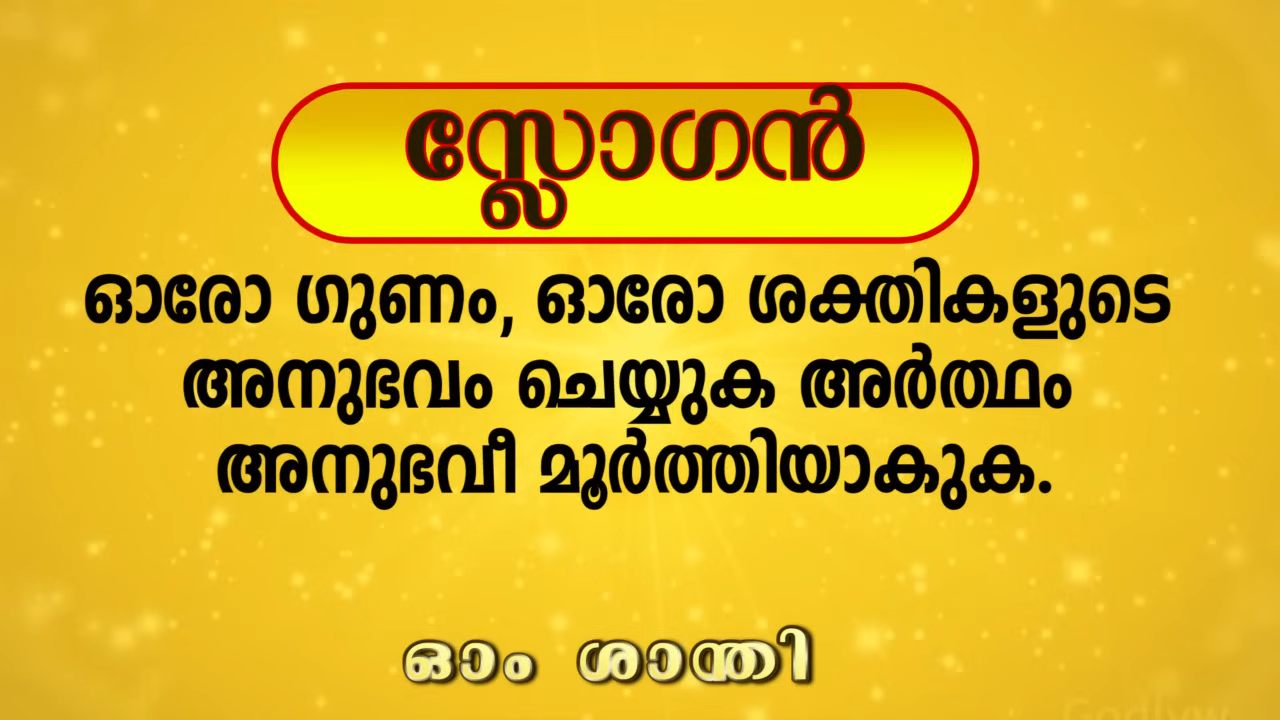 സ്ലോഗൻ
ഓരോ ഗുണം, ഓരോ ശക്തികളുടെ
അനുഭവം ചെയ്യുക അർത്ഥം
അനുഭവീ മൂർത്തിയാകുക.
ഓം ശാന്തി